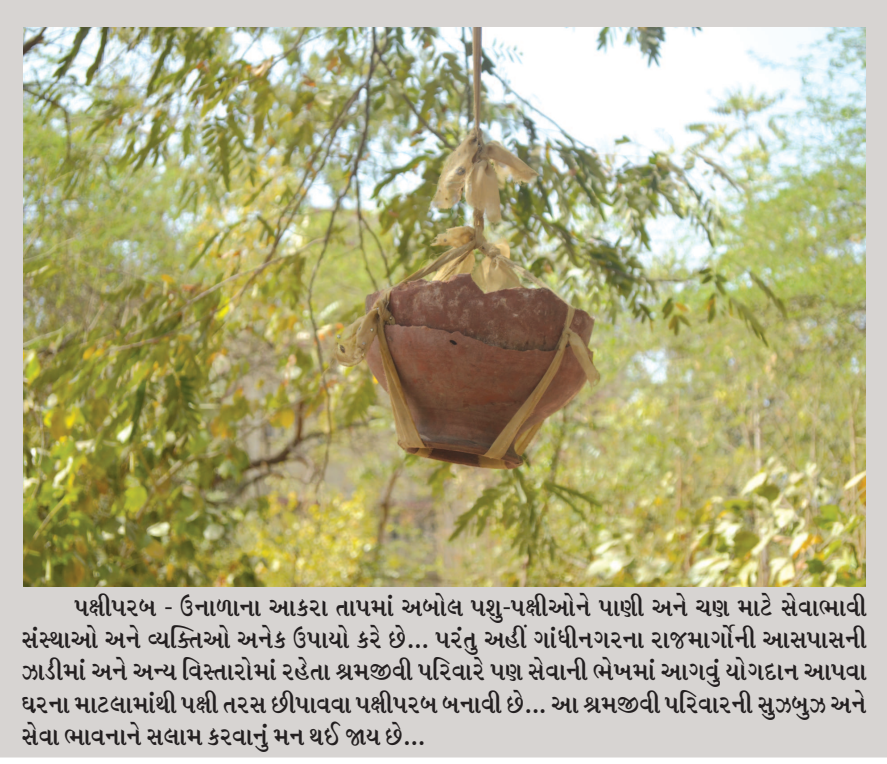 પક્ષીપરબ - ઉનાળાના આકરા તાપમાં અબોલ પશુ-પક્ષીઓને પાણી અને ચણ માટે સેવાભાવી
સંસ્થાઓ અને વ્યક્તિઓ અનેક ઉપાયો કરે છે... પરંતુ અહીં ગાંધીનગરના રાજમાર્ગોની આસપાસની
ઝાડીમાં અને અન્ય વિસ્તારોમાં રહેતા શ્રમજીવી પરિવારે પણ સેવાની ભેખમાં આગવું યોગદાન આપવા
ઘરના માટલામાંથી પક્ષી તરસ છીપાવવા પક્ષીપરબ બનાવી છે... આ શ્રમજીવી પરિવારની સુઝબુઝ અને
સેવા ભાવનાને સલામ કરવાનું મન થઈ જાય છે...